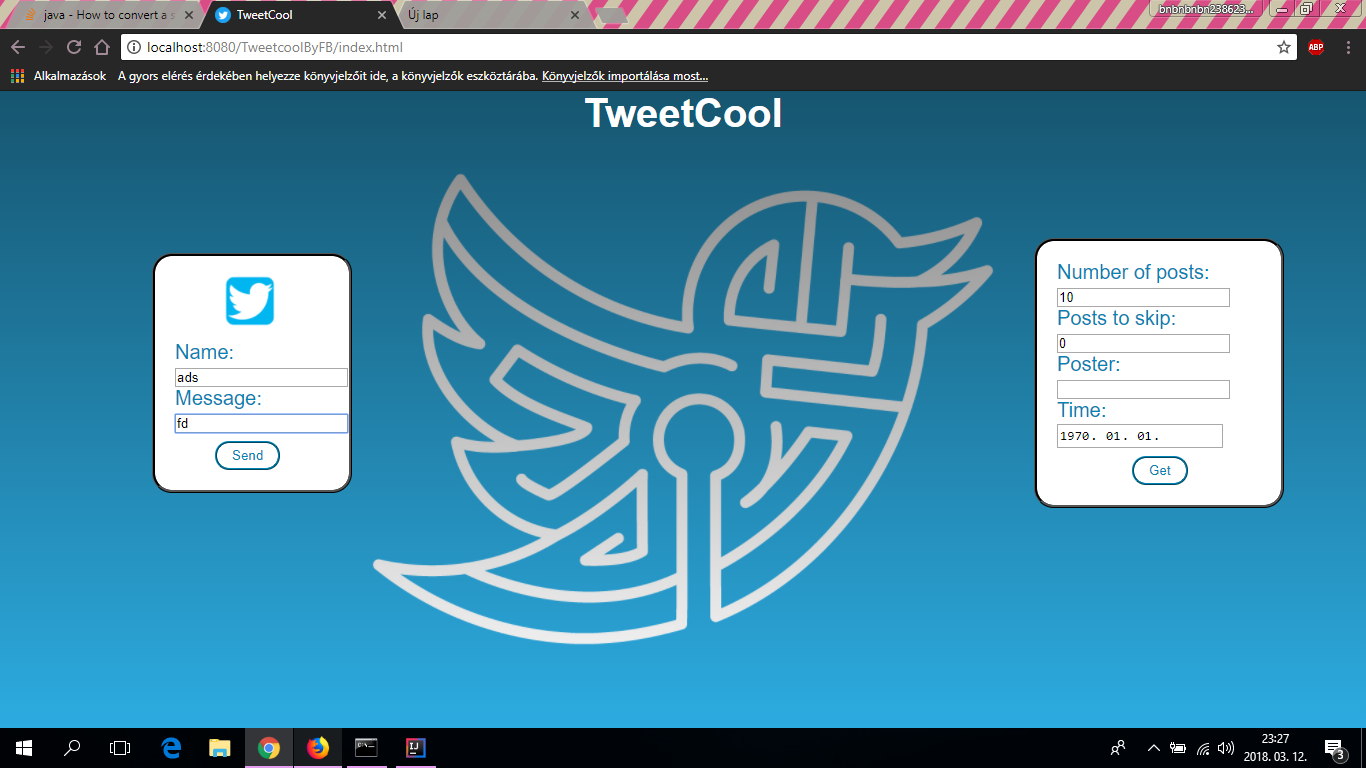 java - How to convert a s
TweetCool
Új lap
bnbnbnbn238623...
localhost:8080/TweetcoolByFB/index.html
ABP
Alkalmazások
A gyors elérés érdekében helyezze könyvjelzőit ide, a könyvjelzők eszköztárába. Könyvjelzők importálása most...
TweetCool
Name:
ads
Message:
fd
Send
Number of posts:
10
Posts to skip:
0
Poster:
Time:
1970. 01. 01.
Get
IJ
23:27
2018. 03. 12.
3